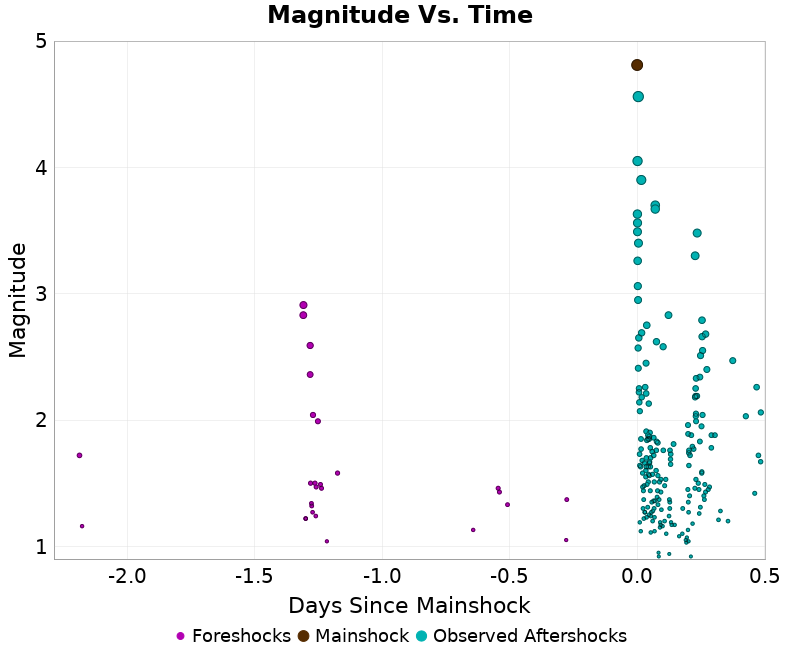 Magnitude Vs. Time
5
4
3
2
1
Magnitude
-2.0 -1.5 -1.0 -0.5 0.0 0.5
Days Since Mainshock
Foreshocks Mainshock Observed Aftershocks